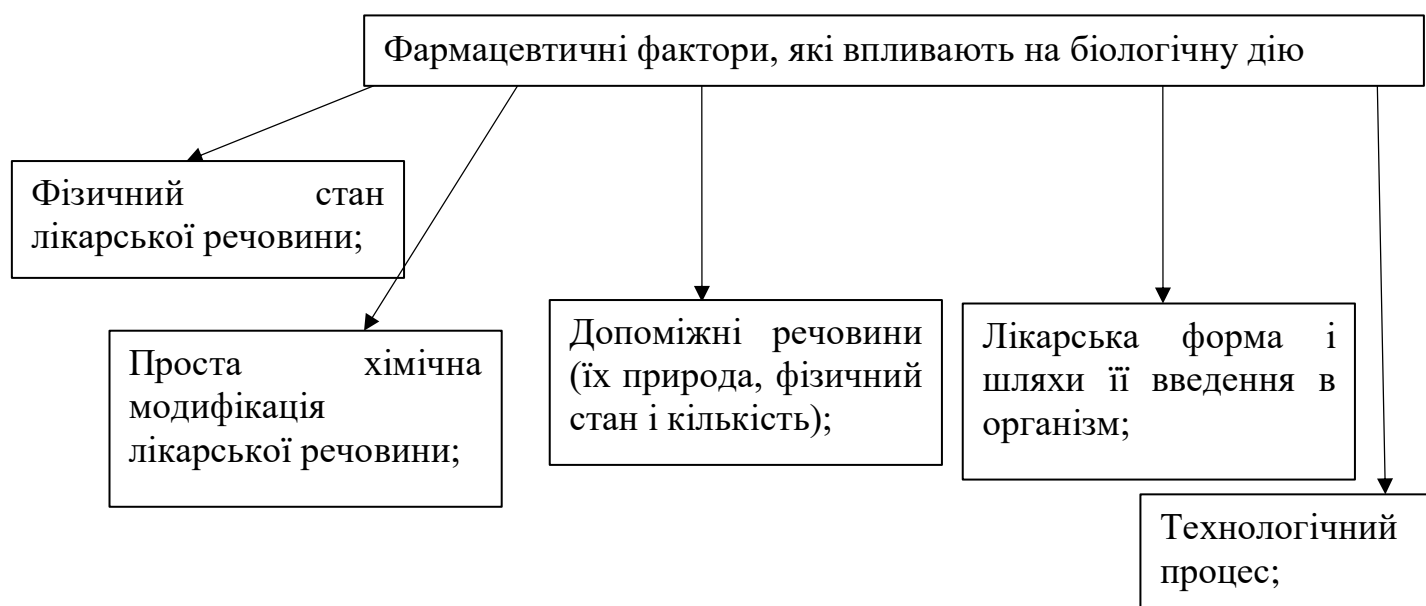 Фармацевтичні фактори, які впливають на біологічну дію
Фізичний стан
лікарської речовини;
Проста хімічна
модифікація
лікарської речовини;
Допоміжні речовини
(їх природа, фізичний
стан і кількість);
Лікарська форма і
шляхи її введення в
організм;
Технологічний
процес;